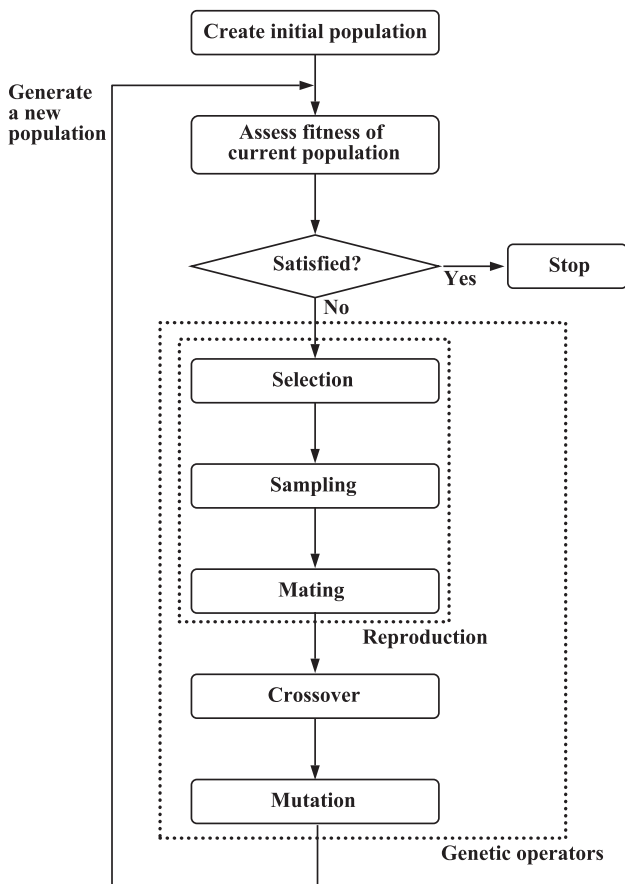 Create initial population
Generate
a new
population
Assess fitness of
current population
Satisfied?
Yes
Stop
No
Selection
Sampling
Mating
Reproduction
Crossover
Mutation
Genetic operators